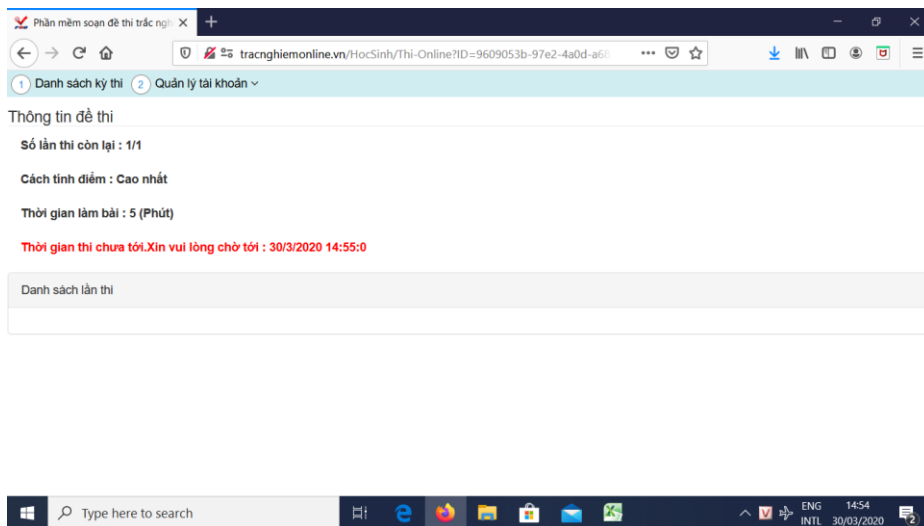 Phần mềm soạn đề thi trắc ngh
tracnghiemonline.vn/HocSinh/Thi-Online?ID=9609053b-97e2-4a0d-a68
1 Danh sách kỳ thi 2 Quản lý tài khoản
Thông tin đề thi
Số lần thi còn lại : 1/1
Cách tính điểm : Cao nhất
Thời gian làm bài : 5 (Phút)
Thời gian thi chưa tới.Xin vui lòng chờ tới : 30/3/2020 14:55:0
Danh sách lần thi
Type here to search
V
ENG 14:54
INTL 30/03/2020
2